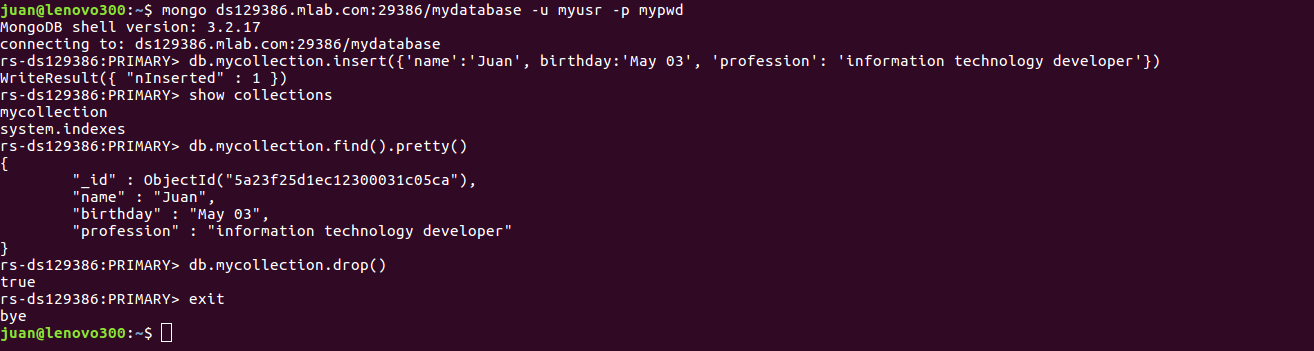 juan@lenovo300:~$ mongo ds129386.mlab.com:29386/mydatabase -u myusr -p mypwd
MongoDB shell version: 3.2.17
connecting to: ds129386.mlab.com:29386/mydatabase
rs-ds129386:PRIMARY> db.mycollection.insert({'name':'Juan', birthday:'May 03', 'profession': 'information technology developer'})
WriteResult({ "nInserted" : 1 })
rs-ds129386:PRIMARY> show collections
mycollection
system.indexes
rs-ds129386:PRIMARY> db.mycollection.find().pretty()
{
        "_id" : ObjectId("5a23f25d1ec12300031c05ca"),
        "name" : "Juan",
        "birthday" : "May 03",
        "profession" : "information technology developer"
}
rs-ds129386:PRIMARY> db.mycollection.drop()
true
rs-ds129386:PRIMARY> exit
bye
juan@lenovo300:~$